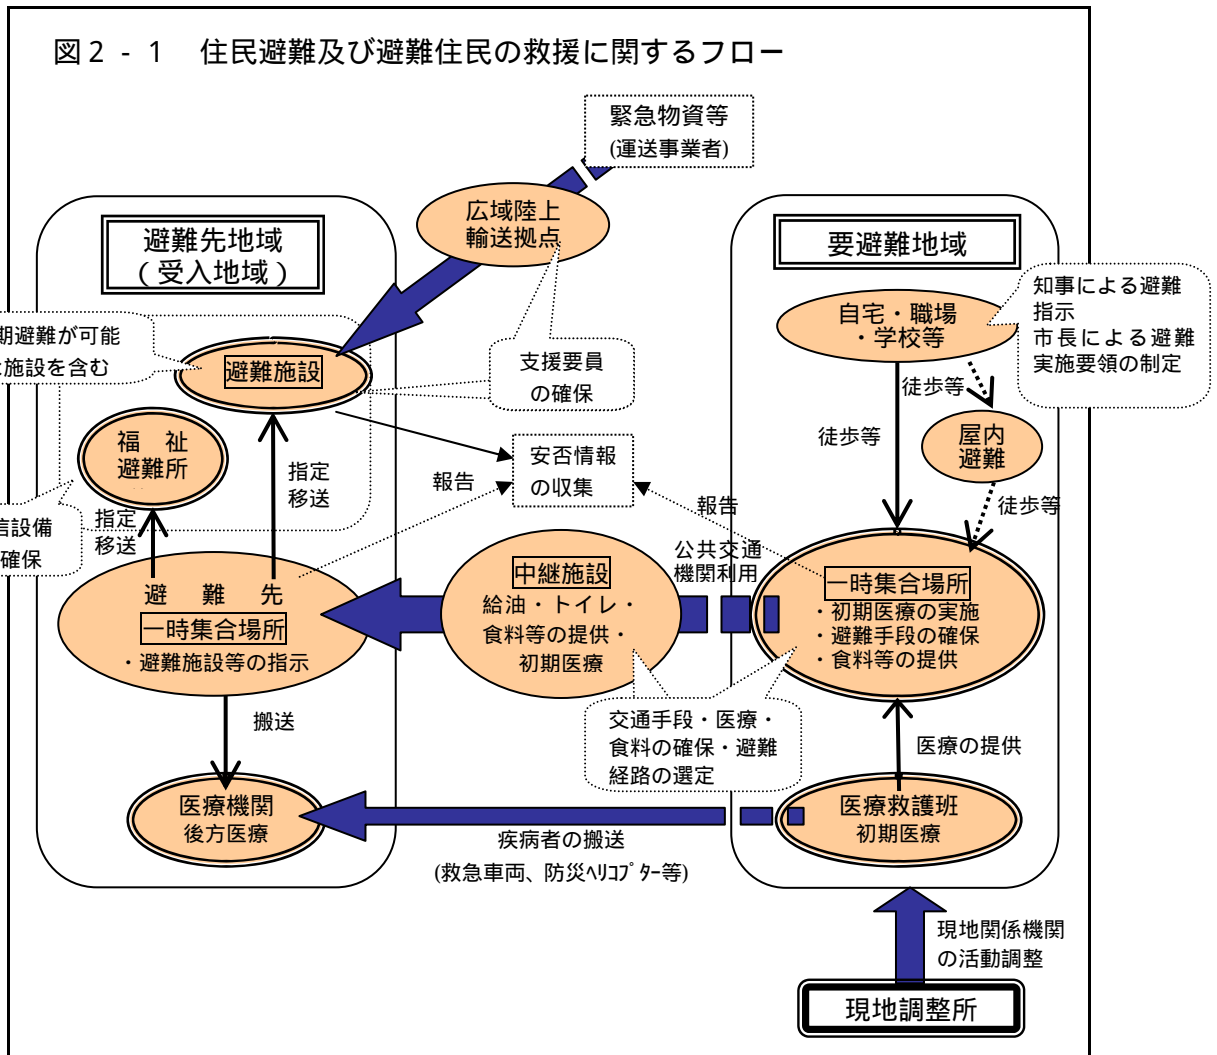 図２-１　住民避難及び避難住民の救援に関するフロー
緊急物資等
(運送事業者)
広域陸上
輸送拠点
避難先地域
（受入地域）
要避難地域
知事による避難
指示
市長による避難
実施要領の制定
自宅・職場
・学校等
期避難が可能
施設を含む
避難施設
支援要員
の確保
徒歩等
徒歩等
屋内
避難
福　祉
避難所
指定
移送
安否情報
の収集
報告
報告
徒歩等
信設備
確保
指定
移送
公共交通
機関利用
中継施設
給油・トイレ・
食料等の提供・
初期医療
一時集合場所
・初期医療の実施
・避難手段の確保
・食料等の提供
避　難　先
一時集合場所
・避難施設等の指示
交通手段・医療・
食料の確保・避難
経路の選定
搬送
医療の提供
医療機関
後方医療
医療救護班
初期医療
疾病者の搬送
(救急車両、防災ﾍﾘｺﾌﾟﾀｰ等)
現地関係機関
の活動調整
現地調整所